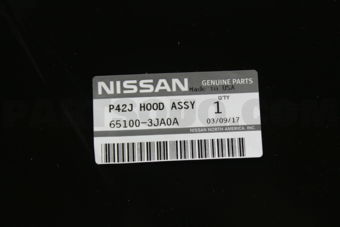 NISSAN GENUINE PARTS
Made In USA
P42J HOOD ASSY Q'TY 1
65100-3JA0A 03/09/17
NISSAN NORTH AMERICA, INC.